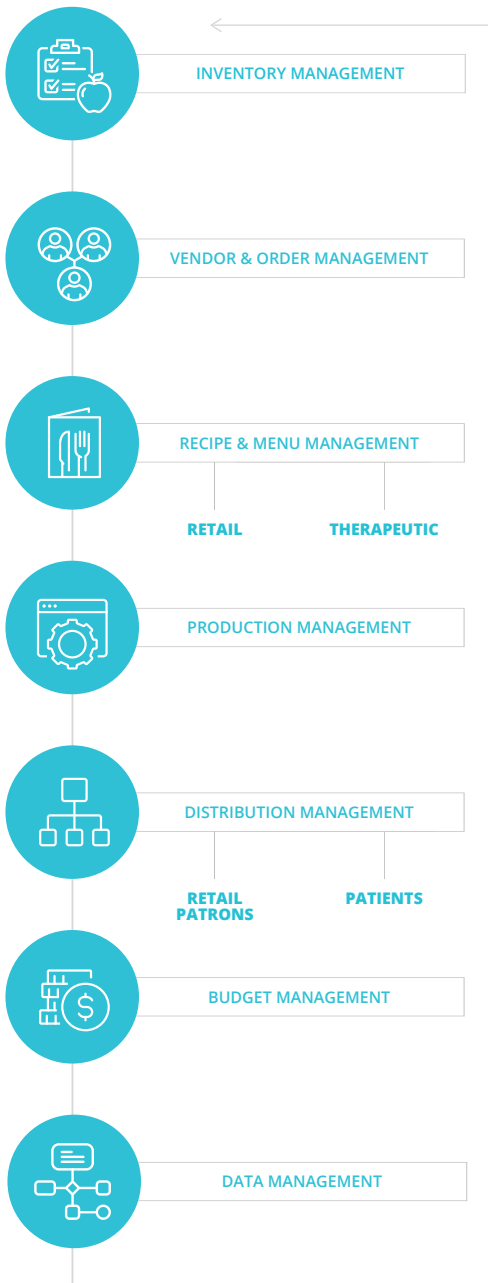 INVENTORY MANAGEMENT
VENDOR & ORDER MANAGEMENT
RECIPE & MENU MANAGEMENT
RETAIL
THERAPEUTIC
PRODUCTION MANAGEMENT
DISTRIBUTION MANAGEMENT
RETAIL
PATRONS
PATIENTS
$
BUDGET MANAGEMENT
DATA MANAGEMENT